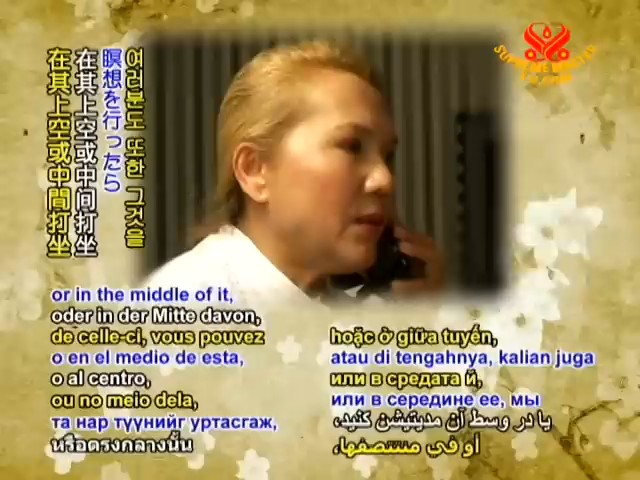 在其上空或中間打坐
在其上空或中间打坐
瞑想を行ったら
여러분도 또한 그것을
SUPREME MASTER
or in the middle of it,
oder in der Mitte davon,
de celle-ci, vous pouvez
o en el medio de esta,
o al centro,
ou no meio dela,
та нар түүнийг уртасгаж,
หรือตรงกลางนั้น
hoặc ở giữa tuyến,
atau di tengahnya, kalian juga
или в средата й,
или в середине ее, мы
یا در وسط آن مدیتیشن کنید،
أو في منتصفها،